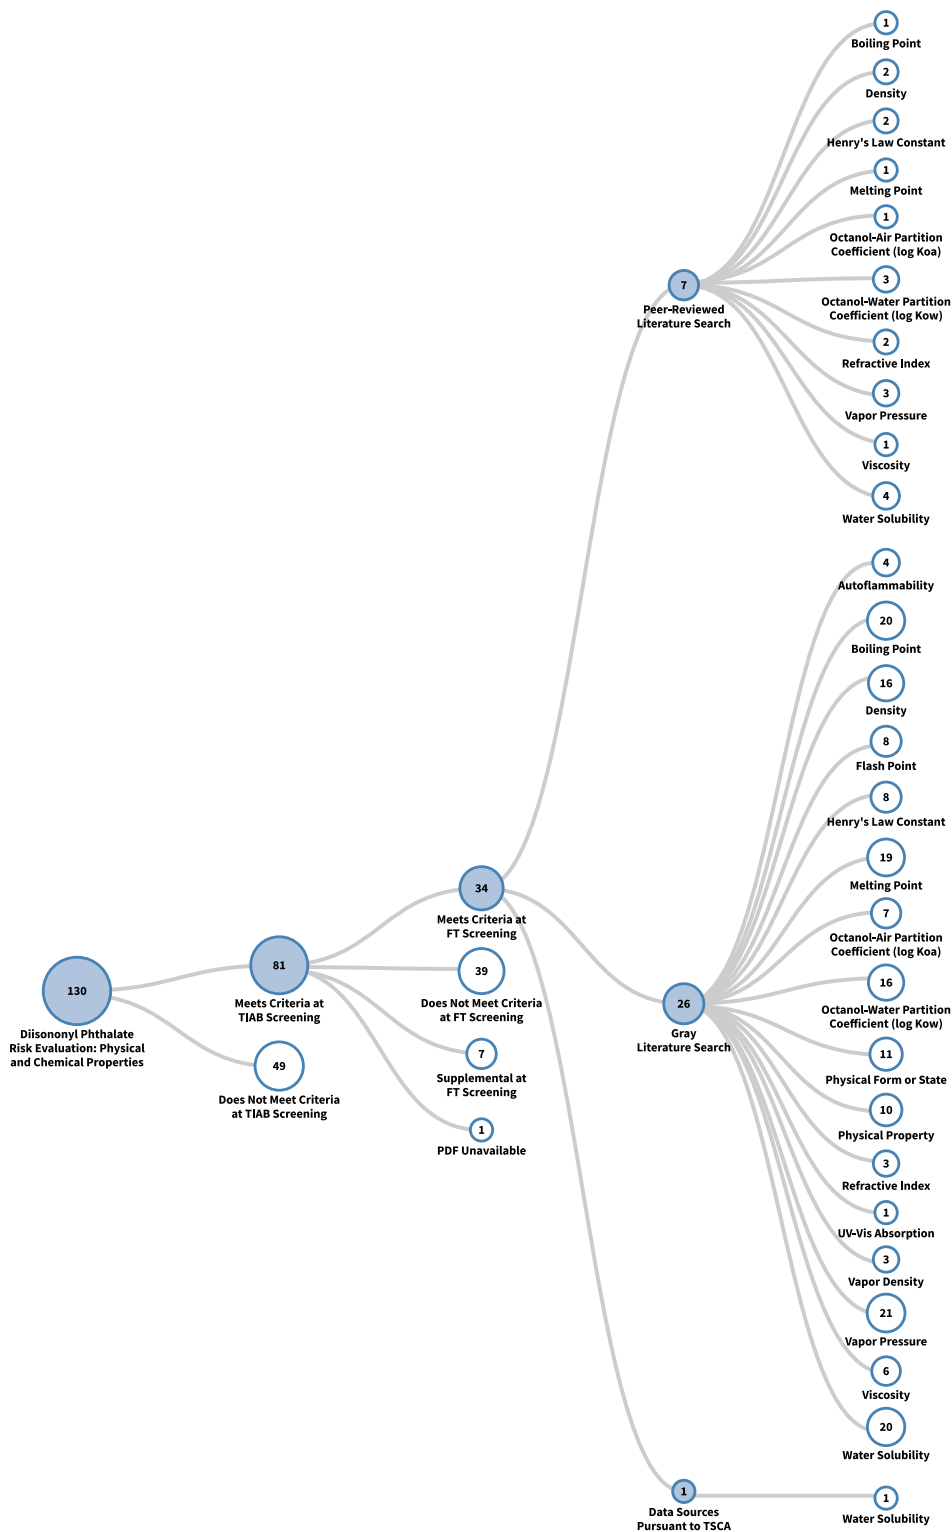 130
Diisononyl Phthalate
Risk Evaluation: Physical
and Chemical Properties
81
Meets Criteria at
TIAB Screening
49
Does Not Meet Criteria
at TIAB Screening
34
Meets Criteria at
FT Screening
39
Does Not Meet Criteria
at FT Screening
7
Supplemental at
FT Screening
1
PDF Unavailable
7
Peer-Reviewed
Literature Search
1
Boiling Point
2
Density
2
Henry's Law Constant
1
Melting Point
1
Octanol-Air Partition
Coefficient (log Koa)
3
Octanol-Water Partition
Coefficient (log Kow)
2
Refractive Index
3
Vapor Pressure
1
Viscosity
4
Water Solubility
26
Gray
Literature Search
4
Autoflammability
20
Boiling Point
16
Density
8
Flash Point
8
Henry's Law Constant
19
Melting Point
7
Octanol-Air Partition
Coefficient (log Koa)
16
Octanol-Water Partition
Coefficient (log Kow)
11
Physical Form or State
10
Physical Property
3
Refractive Index
1
UV-Vis Absorption
3
Vapor Density
21
Vapor Pressure
6
Viscosity
20
Water Solubility
1
Data Sources
Pursuant to TSCA
1
Water Solubility